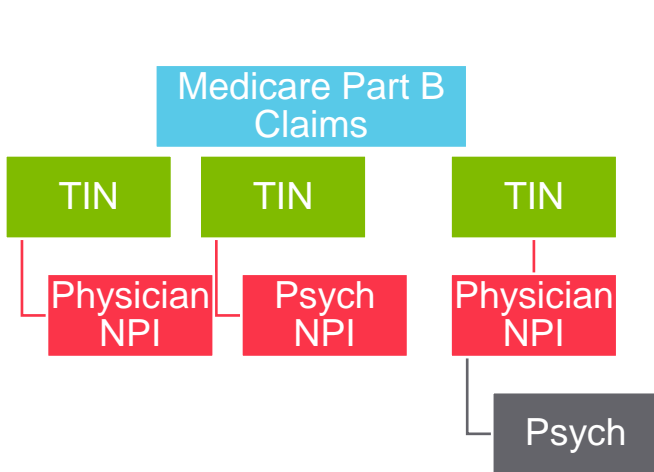 Medicare Part B
Claims
TIN
TIN
TIN
Physician
NPI
Psych
NPI
Physician
NPI
Psych